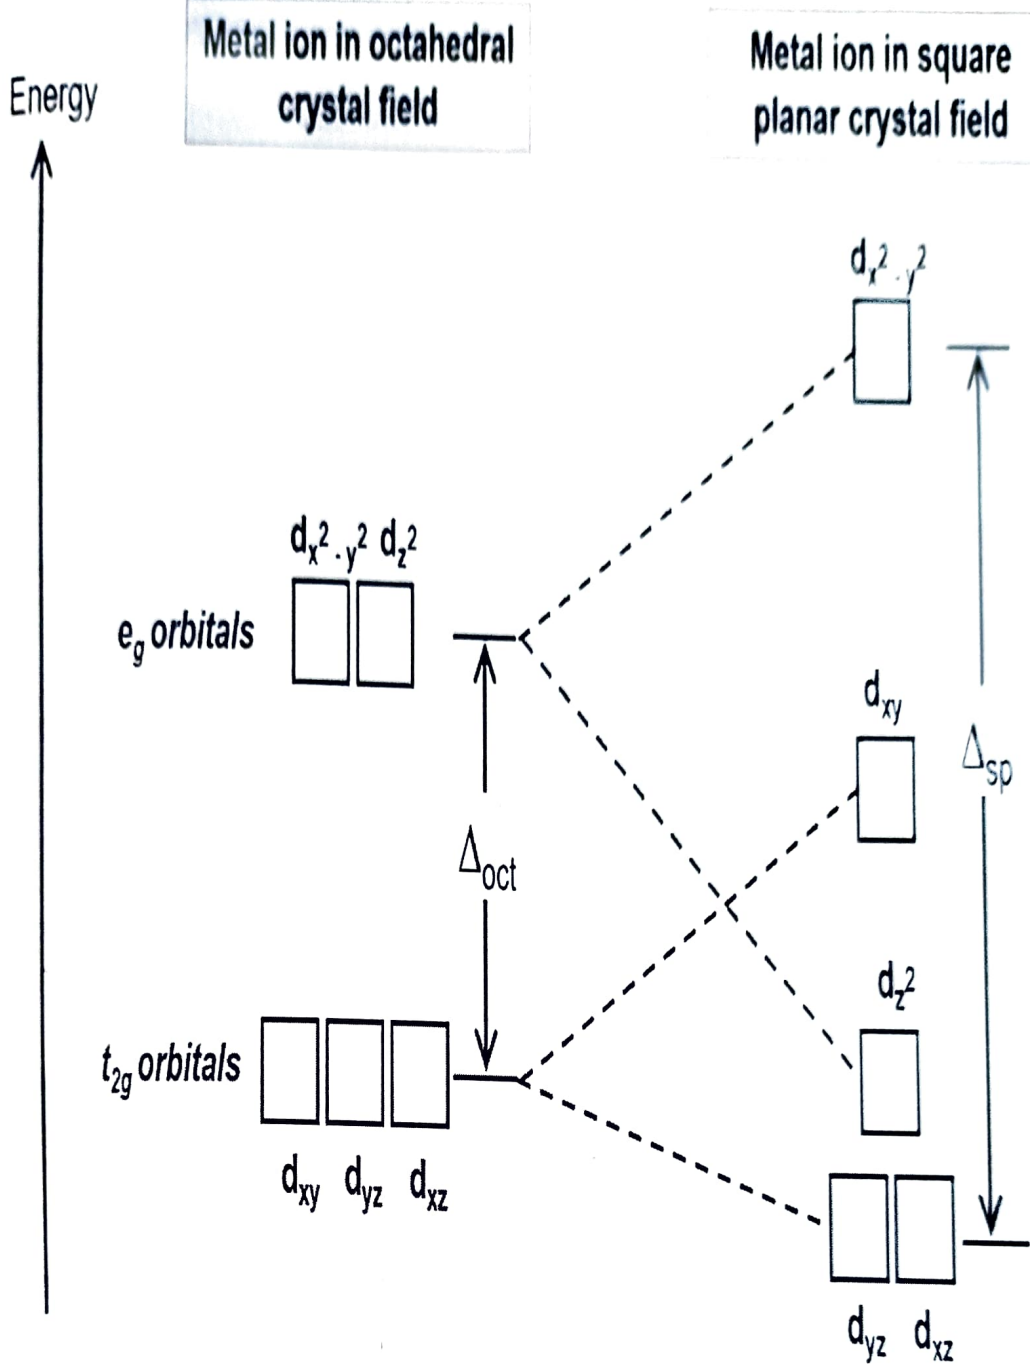 Metal ion in octahedral
crystal field
Metal ion in square
planar crystal field
Energy
dx²-y²
dx²-y² dz²
eg orbitals
dxy
Δsp
Δoct
dz²
t2g orbitals
dxy dyz dxz
dyz dxz